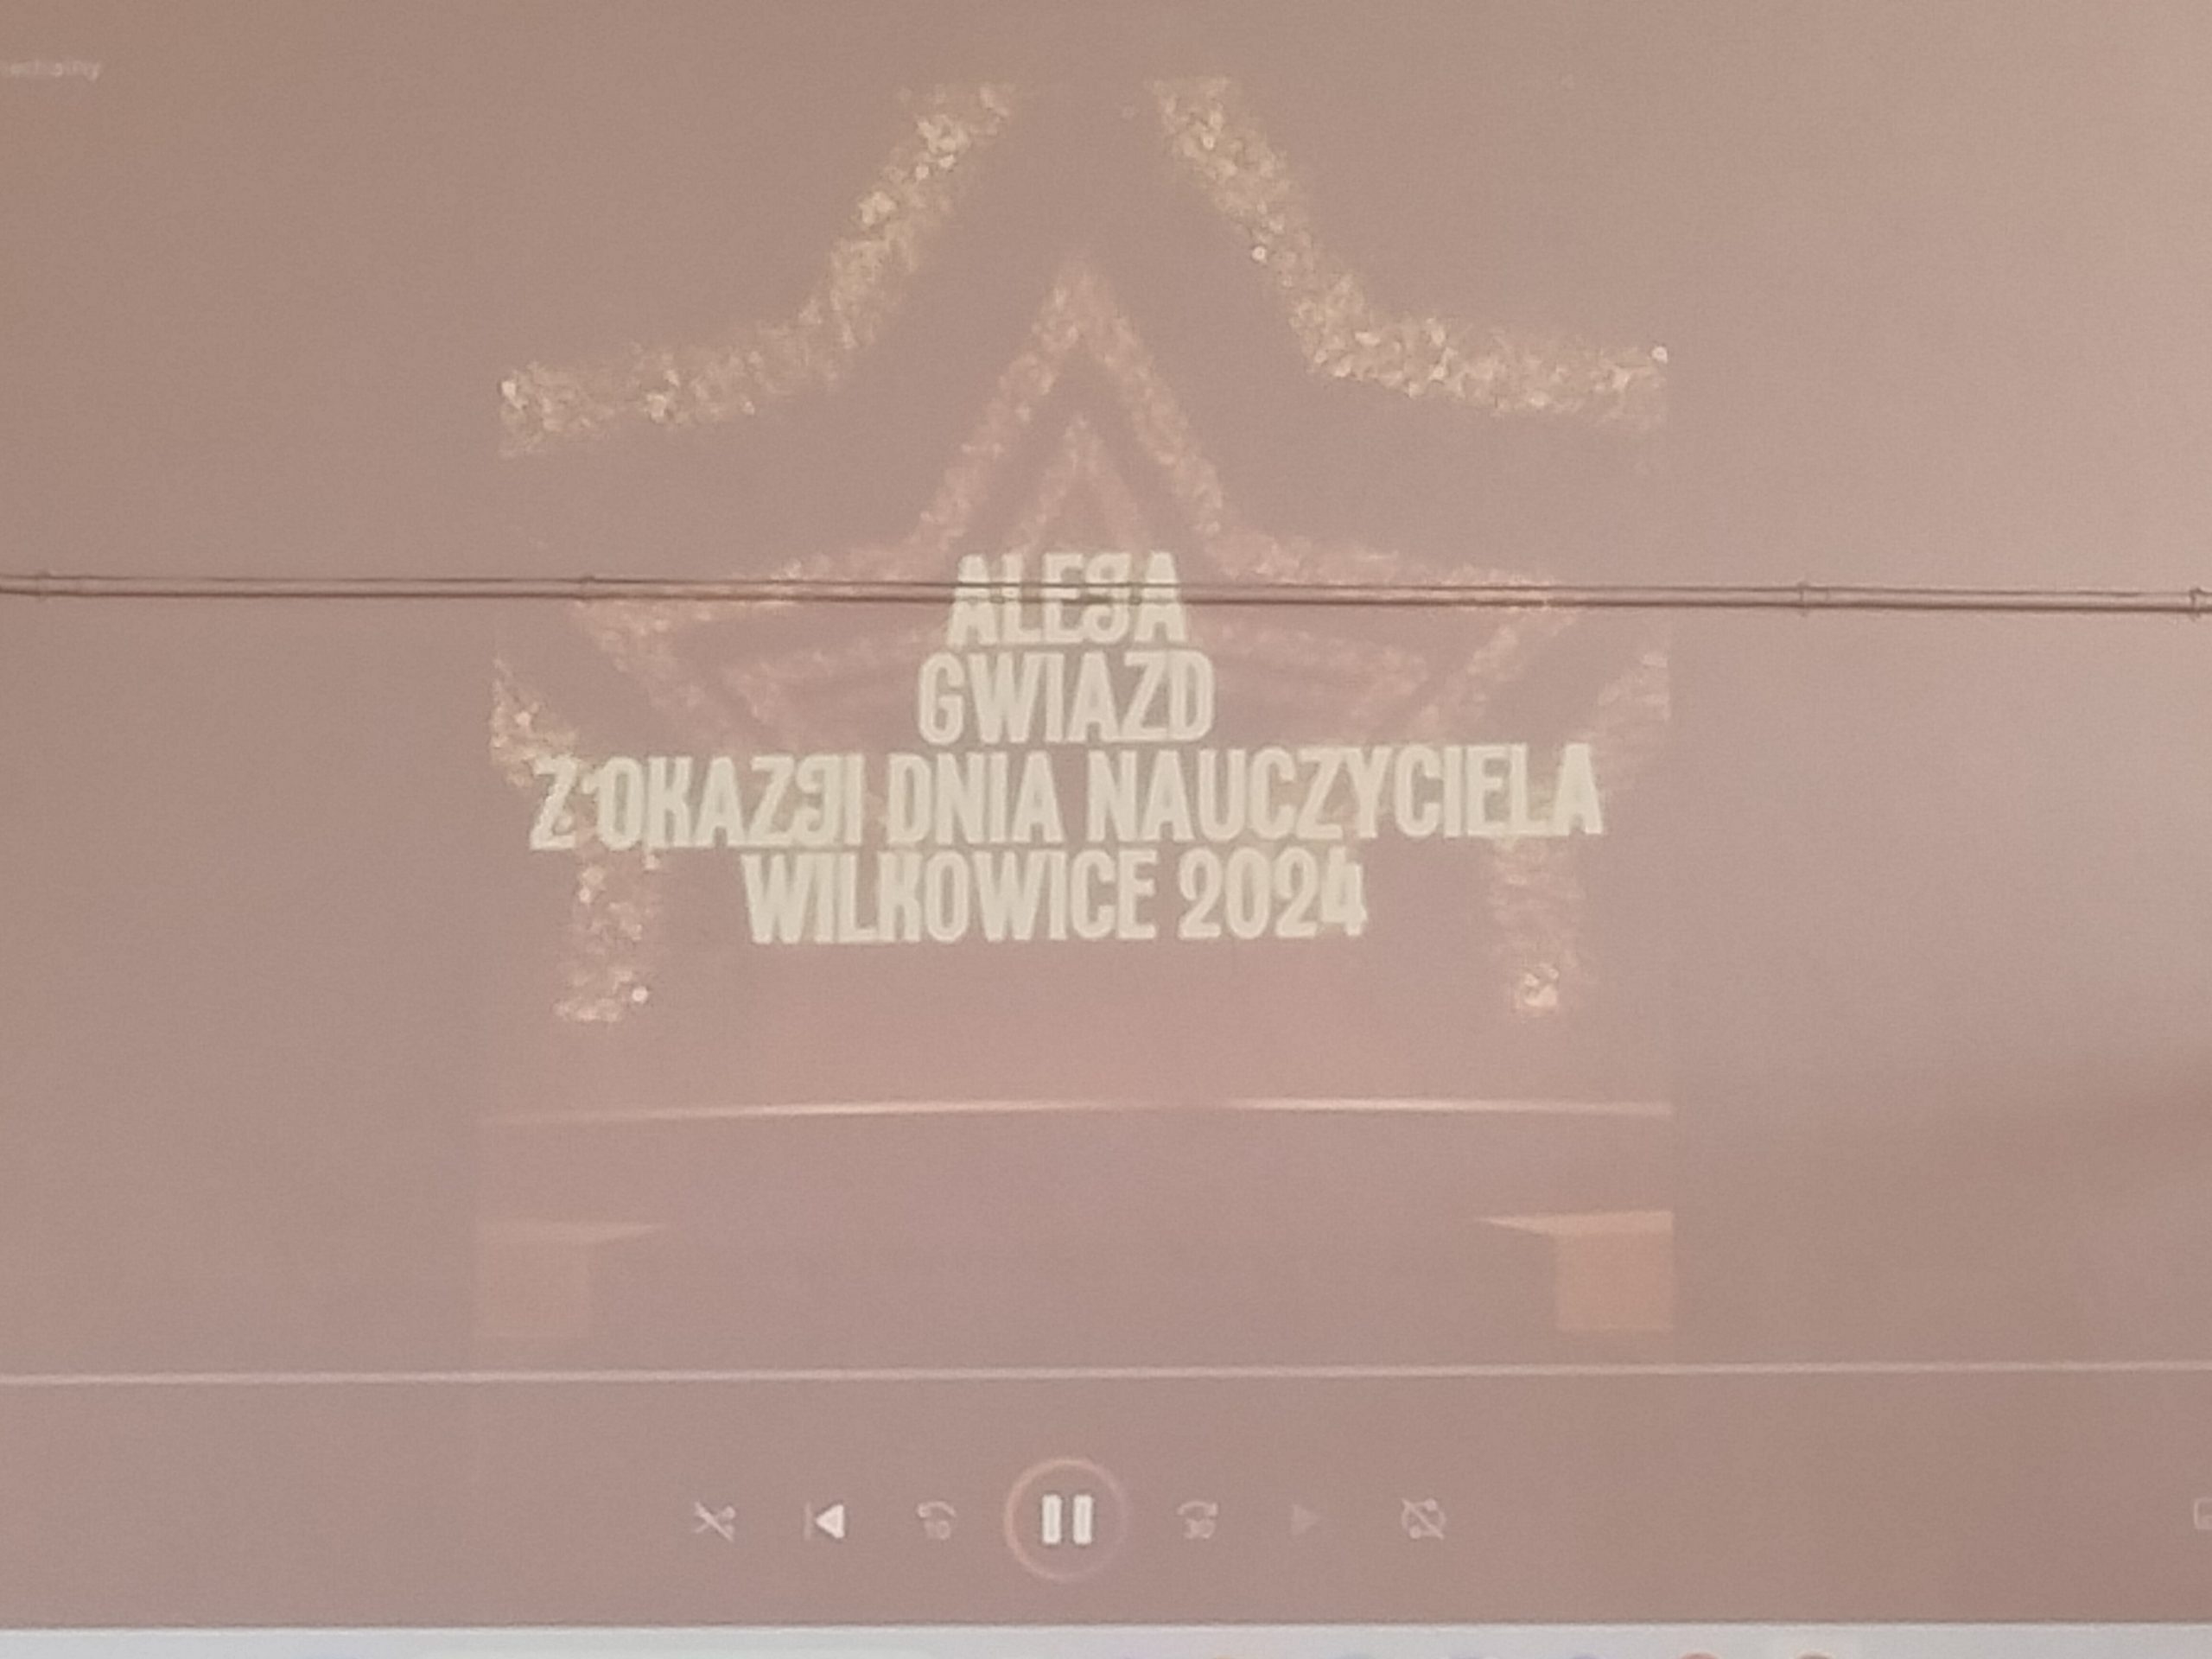 ALEJA
GWIAZD
Z OKAZJI DNIA NAUCZYCIELA
WILKOWICE 2024